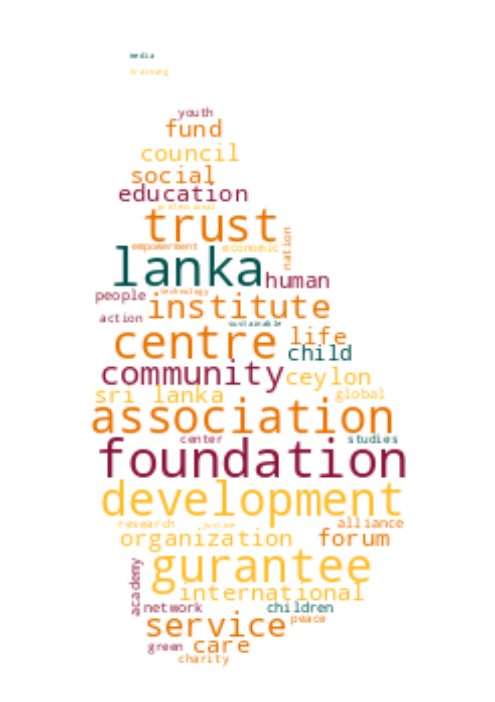 media
training
youth
fund
council
social
education
professional
trust
nation
empowerment economic
lanka
human
technology
people
institute
action
sustainable
centre
life
child
community
ceylon
sri lanka
global
association
center
studies
foundation
development
research
justice
alliance
organization
forum
gurantee
academy
international
network
children
service
peace
green
care
charity